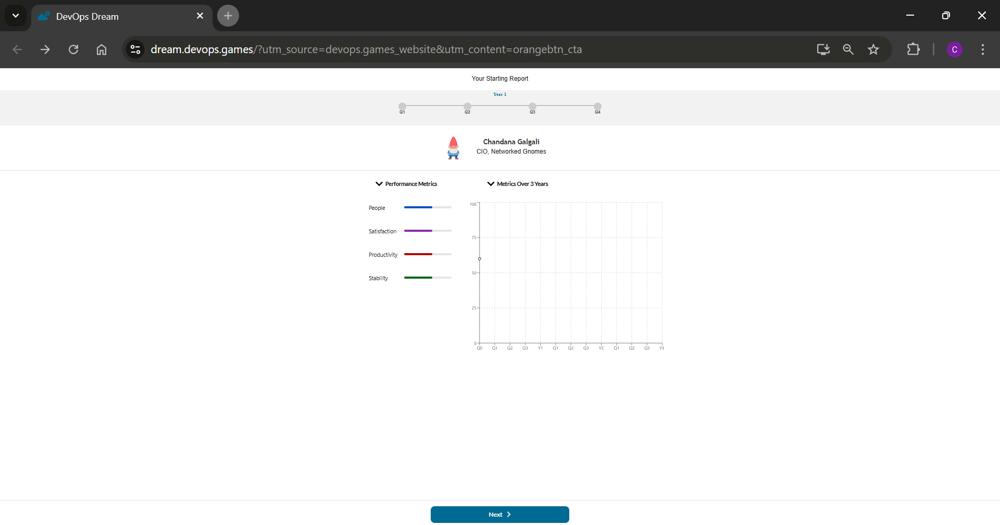 DevOps Dream
dream.devops.games/?utm_source=devops.games_website&utm_content=orangebtn_cta
C
Your Starting Report
Year 1
Q1 Q2 Q3 Q4
Chandana Galgali
CIO, Networked Gnomes
Performance Metrics
Metrics Over 3 Years
People
Satisfaction
Productivity
Stability
100
75
50
25
0
Q0 Q1 Q2 Q3 Y1 Q1 Q2 Q3 Y2 Q1 Q2 Q3 Y3
Next